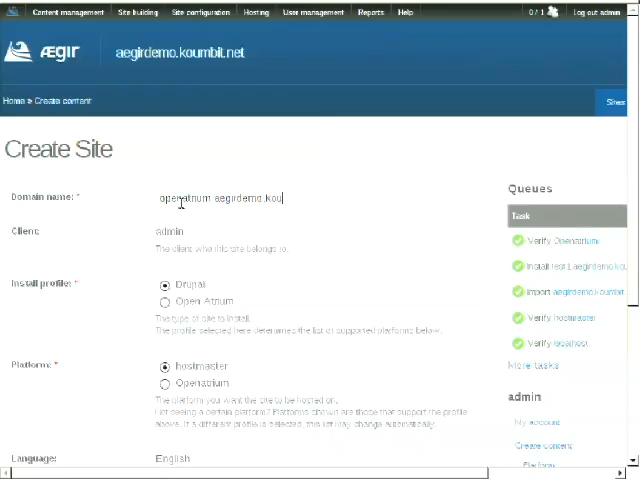 Content management Site building Site configuration Hosting User management Reports Help 0 / 1 Log out admin
ÆGIR aegirdemo.koumbit.net
Home » Create content Sites
Create Site
Domain name: * openatrium.aegirdemo.kou
Client: admin
The client who this site belongs to.
Install profile: * Drupal
Open Atrium
The type of site to install.
The profile selected here determines the list of supported platforms below.
Platform: * hostmaster
Openatrium
The platform you want the site to be hosted on.
Not seeing a certain platform? Platforms shown are those that support the profile
above. If a different profile is selected, this list may change automatically.
Language: English
Queues
Task
Verify Openatrium
Install test1.aegirdemo.kou
Import aegirdemo.koumbit
Verify hostmaster
Verify localhost
More tasks
admin
My account
Create content
Platform